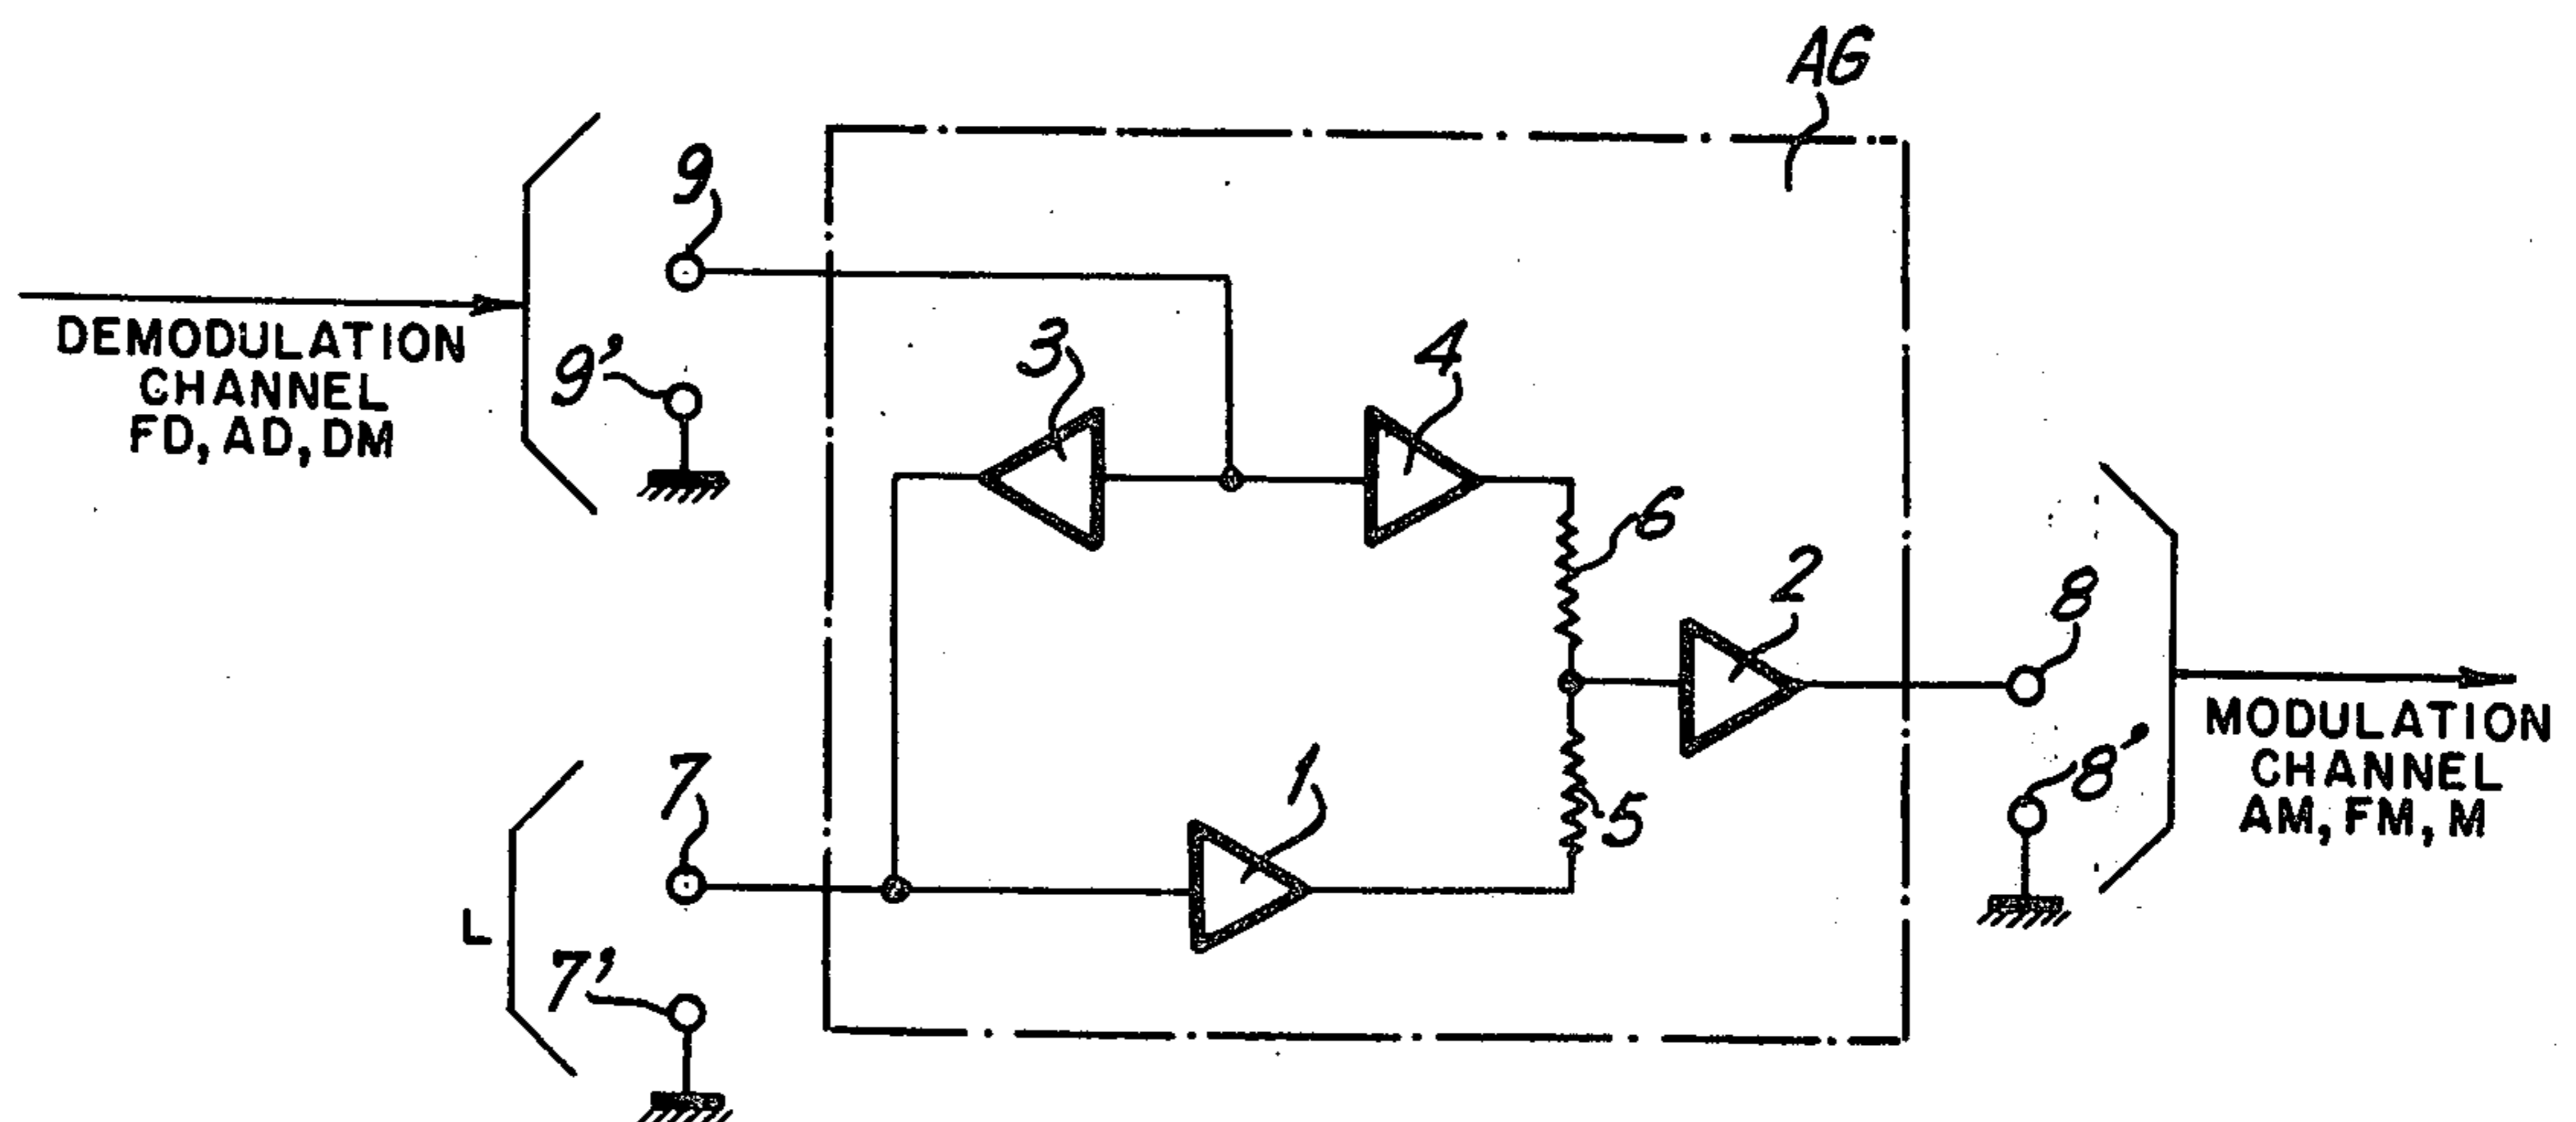 AG
9
DEMODULATION
CHANNEL
FD, AD, DM
9'
3
4
6
2
8
MODULATION
CHANNEL
AM, FM, M
8'
7
1
5
L
7'